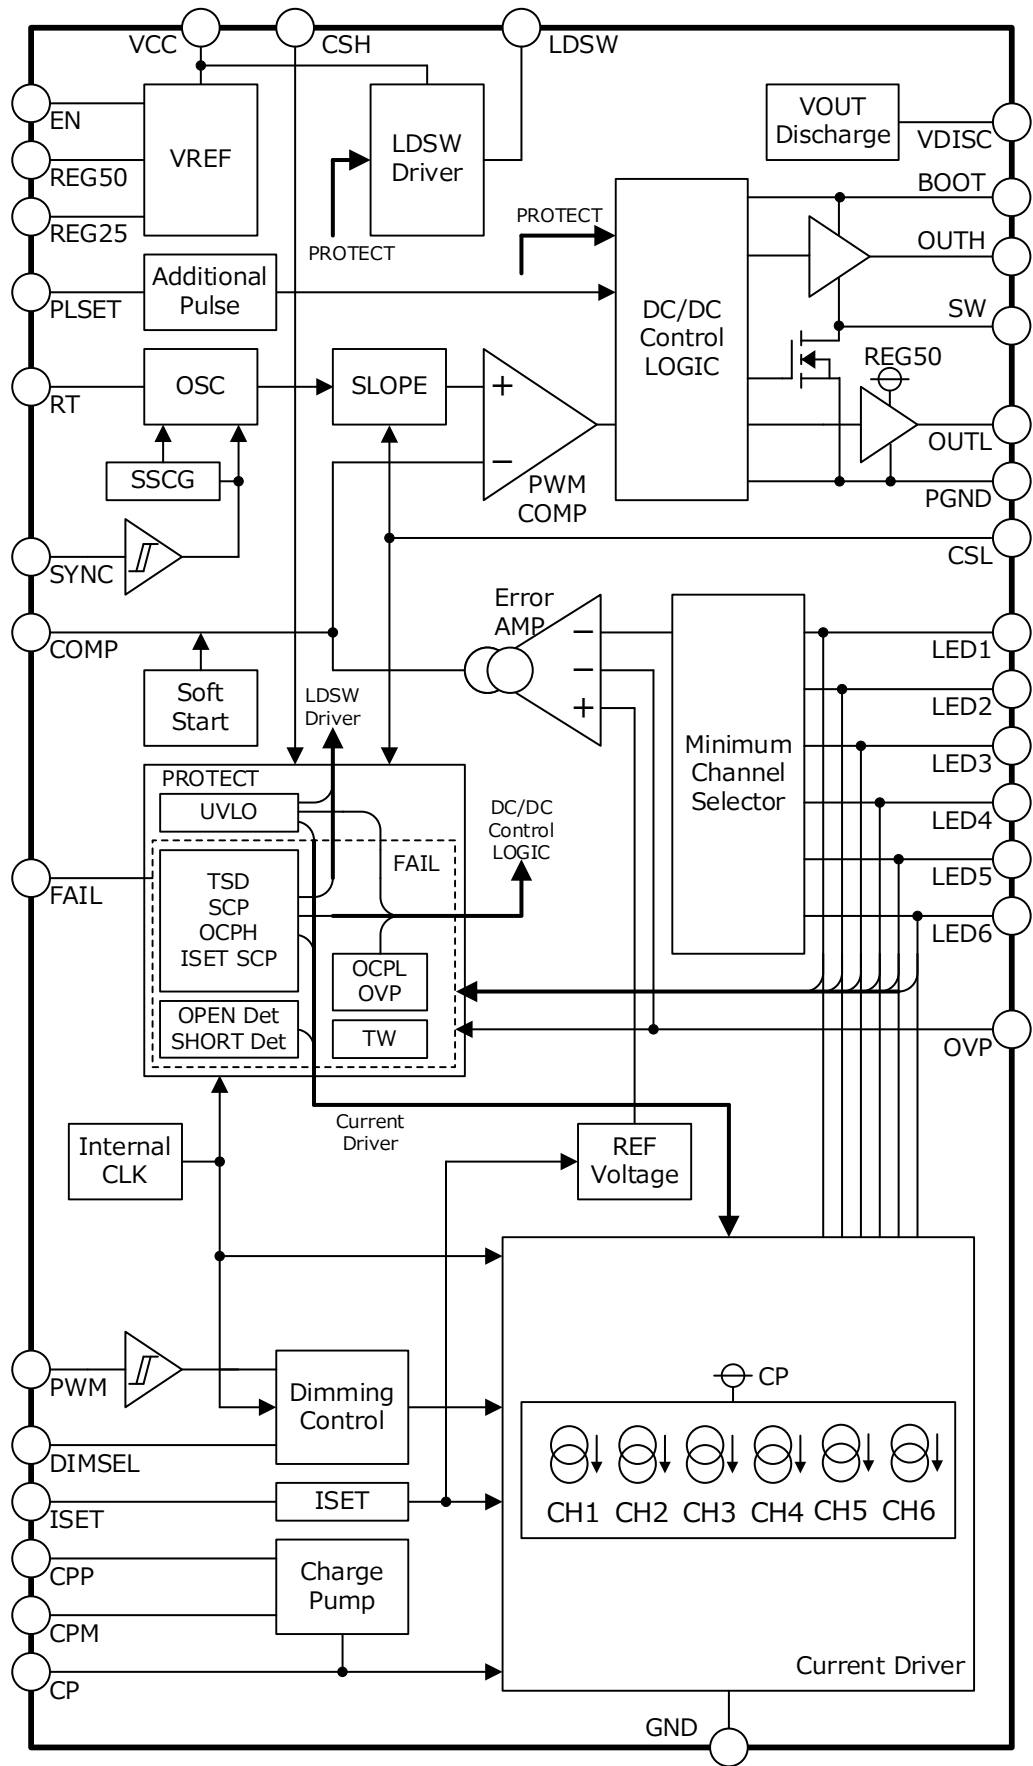 VCC
CSH
LDSW
EN
REG50
REG25
VREF
LDSW
Driver
PROTECT
VOUT
Discharge
VDISC
BOOT
OUTH
SW
PROTECT
PLSET
Additional
Pulse
DC/DC
Control
LOGIC
REG50
RT
OSC
SLOPE
+
−
PWM
COMP
OUTL
PGND
CSL
SSCG
SYNC
COMP
Soft
Start
Error
AMP
−
−
+
LDSW
Driver
Minimum
Channel
Selector
LED1
LED2
LED3
LED4
LED5
LED6
OVP
PROTECT
UVLO
DC/DC
Control
LOGIC
FAIL
FAIL
TSD
SCP
OCPH
ISET SCP
OCPL
OVP
OPEN Det
SHORT Det
TW
Current
Driver
Internal
CLK
REF
Voltage
PWM
Dimming
Control
DIMSEL
ISET
ISET
CPP
CPM
Charge
Pump
CP
CP
CH1
CH2
CH3
CH4
CH5
CH6
Current Driver
GND